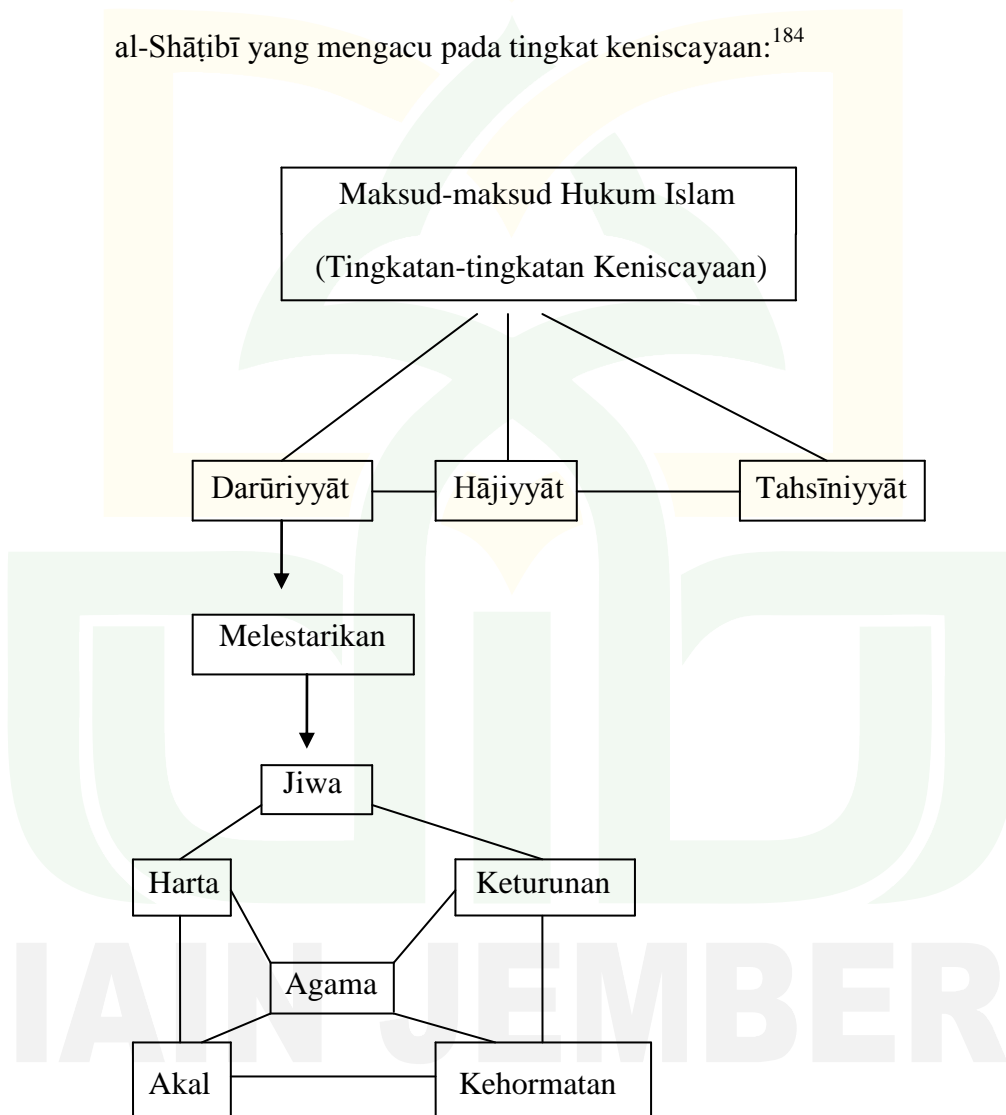 al-Shāṭibī yang mengacu pada tingkat keniscayaan:184
Maksud-maksud Hukum Islam
(Tingkatan-tingkatan Keniscayaan)
Darūriyyāt
Hājiyyāt
Tahsīniyyāt
Melestarikan
Jiwa
Harta
Keturunan
Agama
Akal
Kehormatan
IAIN JEMBER